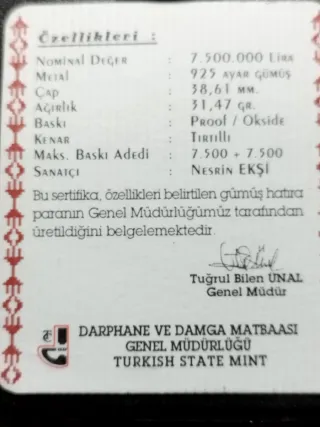 Özellikleri :
Nominal Değer : 7.500.000 Lira
Metal : 925 ayar gümüş
Çap : 38,61 mm.
Ağırlık : 31,47 gr.
Baskı : Proof / Okside
Kenar : Tırtıllı
Maks. Baskı Adedi : 7.500 + 7.500
Sanatçı : Nesrin EKŞİ
Bu sertifika, özellikleri belirtilen gümüş hatıra
paranın Genel Müdürlüğümüz tarafından
üretildiğini belgelemektedir.
Tuğrul Bilen ÜNAL
Genel Müdür
DARPHANE VE DAMGA MATBAASI
GENEL MÜDÜRLÜĞÜ
TURKISH STATE MINT